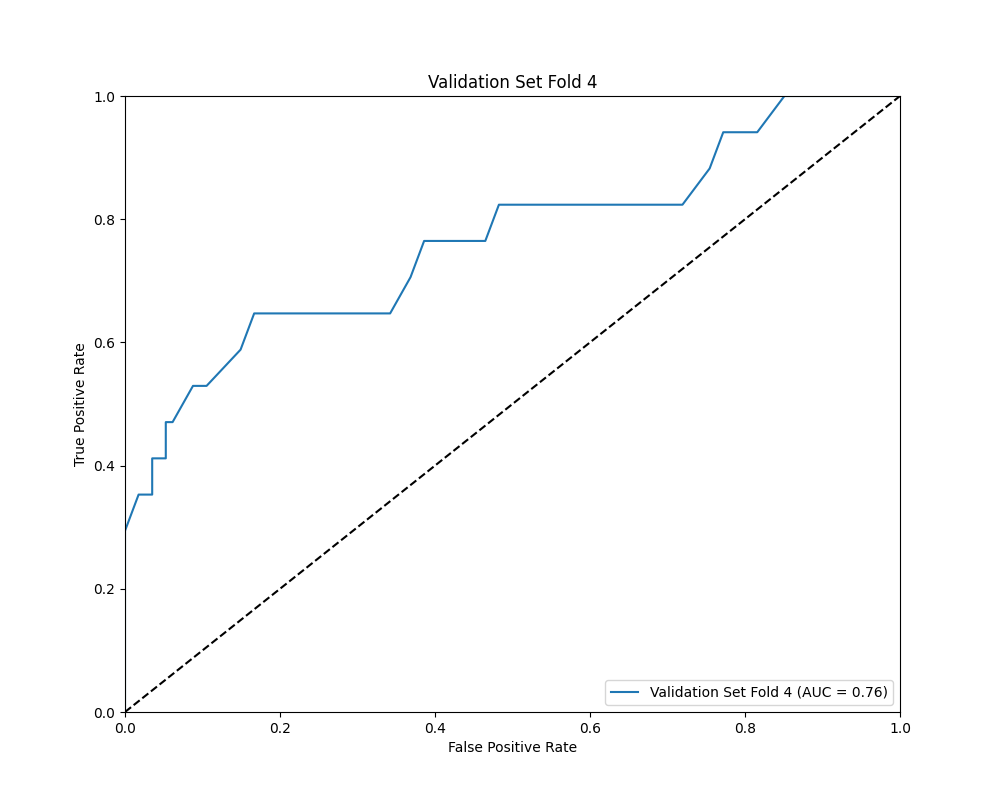 Validation Set Fold 4
1.0
0.8
0.6
0.4
0.2
0.0
True Positive Rate
Validation Set Fold 4 (AUC = 0.76)
0.0 0.2 0.4 0.6 0.8 1.0
False Positive Rate